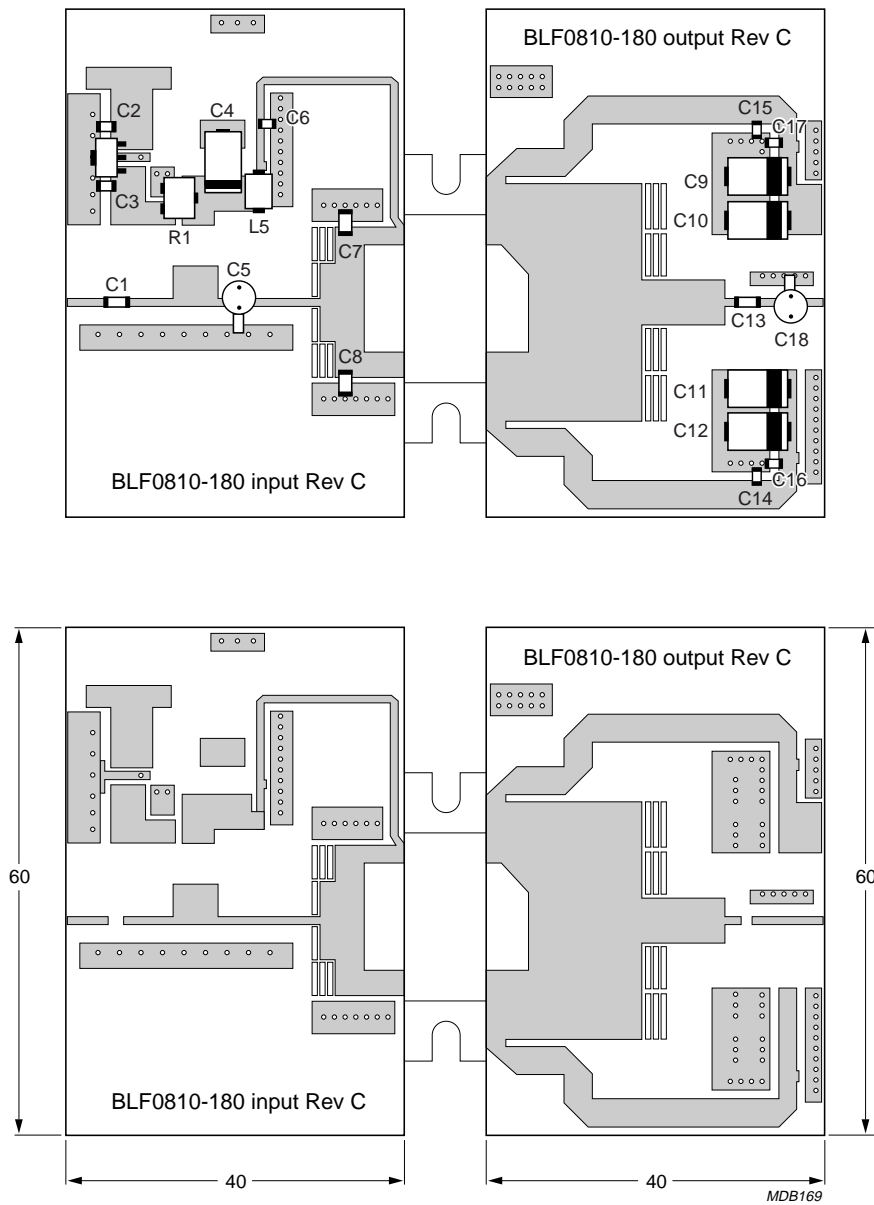 BLF0810-180 output Rev C
C2
C4
C6
C15
C17
C3
R1
L5
C9
C10
C7
C1
C5
C13
C18
C8
C11
C12
C16
C14
BLF0810-180 input Rev C
BLF0810-180 output Rev C
60
60
BLF0810-180 input Rev C
40
40
MDB169